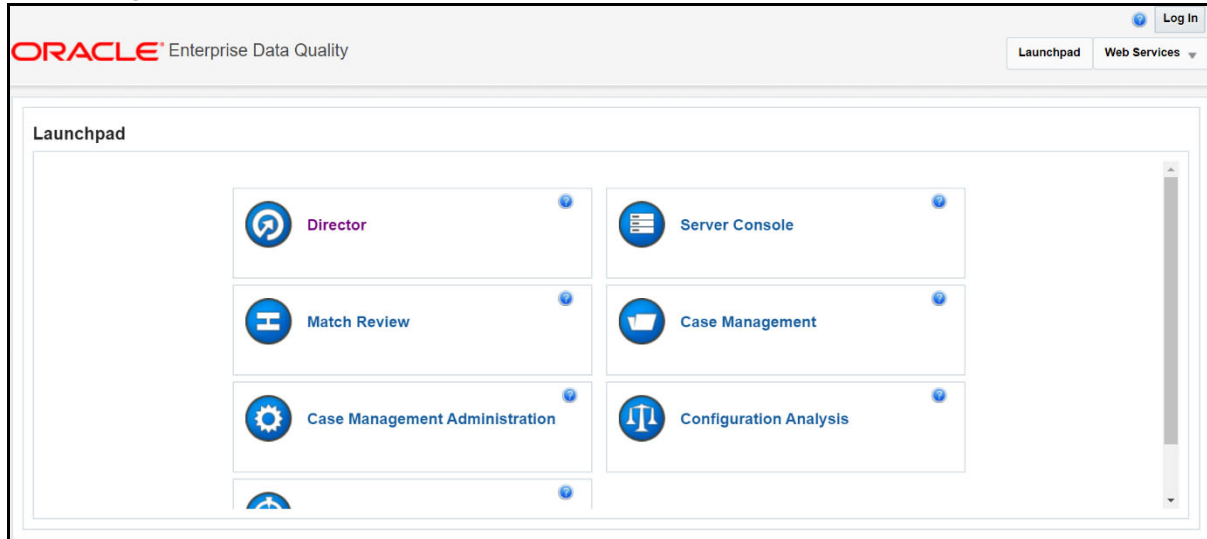 Log In
ORACLE® Enterprise Data Quality
Launchpad Web Services
Launchpad
Director Server Console
Match Review Case Management
Case Management Administration Configuration Analysis